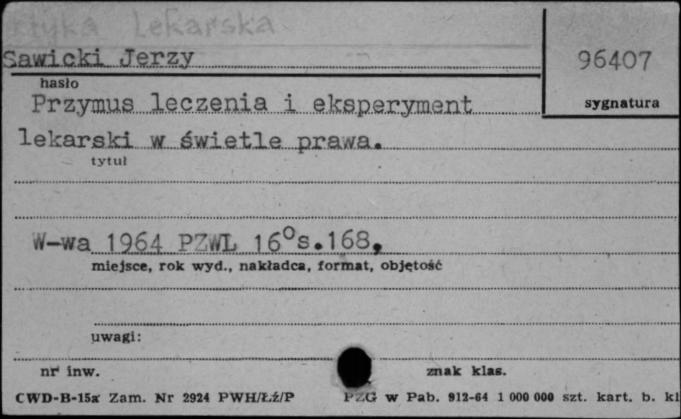 Lekarska
Sawicki Jerzy
96407
hasło
sygnatura
Przymus leczenia i eksperyment
lekarski w świetle prawa.
tytuł
W-wa 1964 PZWL 16°s.168,
miejsce, rok wyd., nakładca, format, objętość
uwagi:
nr inw.
znak klas.
CWD-B-15a Zam. Nr 2924 PWH/Łź/P
PZG w Pab. 912-64 1 000 000 szt. kart. b. kl